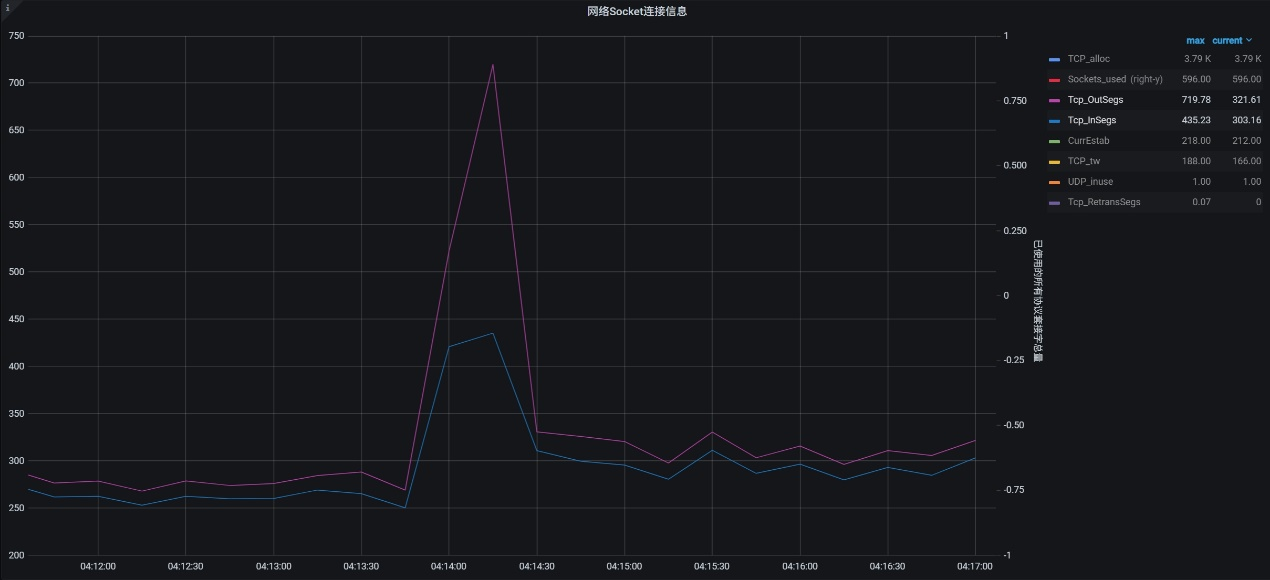 i
网络Socket连接信息
750
700
650
600
550
500
450
400
350
300
250
200
1
0.750
0.500
0.250
0
-0.25
-0.50
-0.75
-1
已使用的所有协议套接字总量
04:12:00 04:12:30 04:13:00 04:13:30 04:14:00 04:14:30 04:15:00 04:15:30 04:16:00 04:16:30 04:17:00
max current
TCP_alloc 3.79 K 3.79 K
Sockets_used (right-y) 596.00 596.00
Tcp_OutSegs 719.78 321.61
Tcp_InSegs 435.23 303.16
CurrEstab 218.00 212.00
TCP_tw 188.00 166.00
UDP_inuse 1.00 1.00
Tcp_RetransSegs 0.07 0